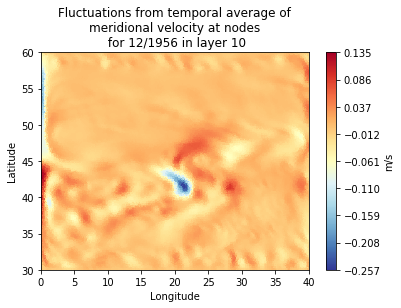 Fluctuations from temporal average of
meridional velocity at nodes
for 12/1956 in layer 10
60
55
50
45
40
35
30
Latitude
0 5 10 15 20 25 30 35 40
Longitude
0.135
0.086
0.037
−0.012
−0.061
−0.110
−0.159
−0.208
−0.257
m/s